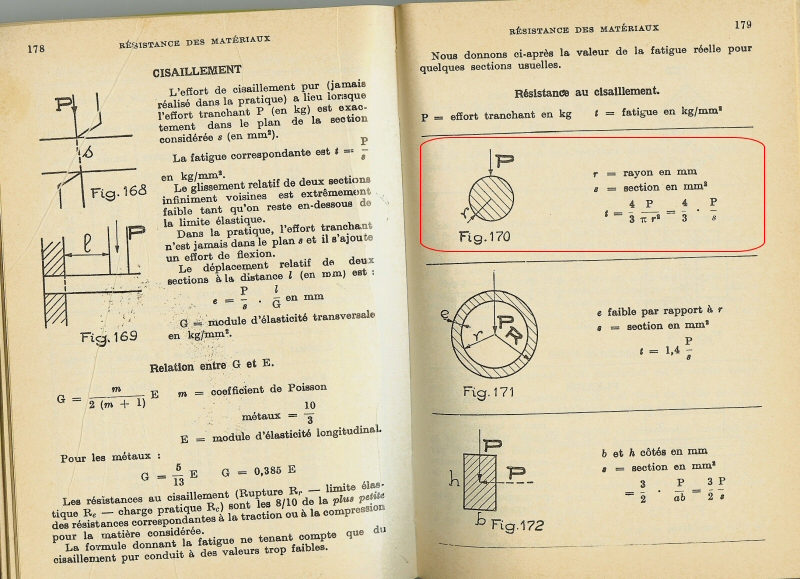 178
RÉSISTANCE DES MATÉRIAUX
CISAILLEMENT
L'effort de cisaillement pur (jamais
réalisé dans la pratique) a lieu lorsque
l'effort tranchant P (en kg) est exac-
tement dans le plan de la section
considérée s (en mm²).
La fatigue correspondante est t = P/s
en kg/mm².
Le glissement relatif de deux sections
infiniment voisines est extrêmement
faible tant qu'on reste en-dessous de
la limite élastique.
Dans la pratique, l'effort tranchant
n'est jamais dans le plan s et il s'ajoute
un effort de flexion.
Le déplacement relatif de deux
sections à la distance l (en mm) est :
e = P/s · l/G en mm
G = module d'élasticité transversale
en kg/mm².
P
s
Fig.168
l
P
Fig.169
Relation entre G et E.
G = m / 2 (m + 1) E m = coefficient de Poisson
métaux = 10/3
E = module d'élasticité longitudinal.
Pour les métaux :
G = 5/13 E G = 0,385 E
Les résistances au cisaillement (Rupture Rr — limite élas-
tique Re — charge pratique Rc) sont les 8/10 de la plus petite
des résistances correspondantes à la traction ou à la compression
pour la matière considérée.
La formule donnant la fatigue ne tenant compte que du
cisaillement pur conduit à des valeurs trop faibles.
RÉSISTANCE DES MATÉRIAUX
179
Nous donnons ci-après la valeur de la fatigue réelle pour
quelques sections usuelles.
Résistance au cisaillement.
P = effort tranchant en kg t = fatigue en kg/mm²
P
r
Fig.170
r = rayon en mm
s = section en mm²
t = 4/3 P/π r² = 4/3 · P/s
e
r
P
R
Fig.171
e faible par rapport à r
s = section en mm²
t = 1,4 P/s
P
h
P
b
Fig.172
b et h côtés en mm
s = section en mm²
= 3/2 · P/ab = 3/2 P/s